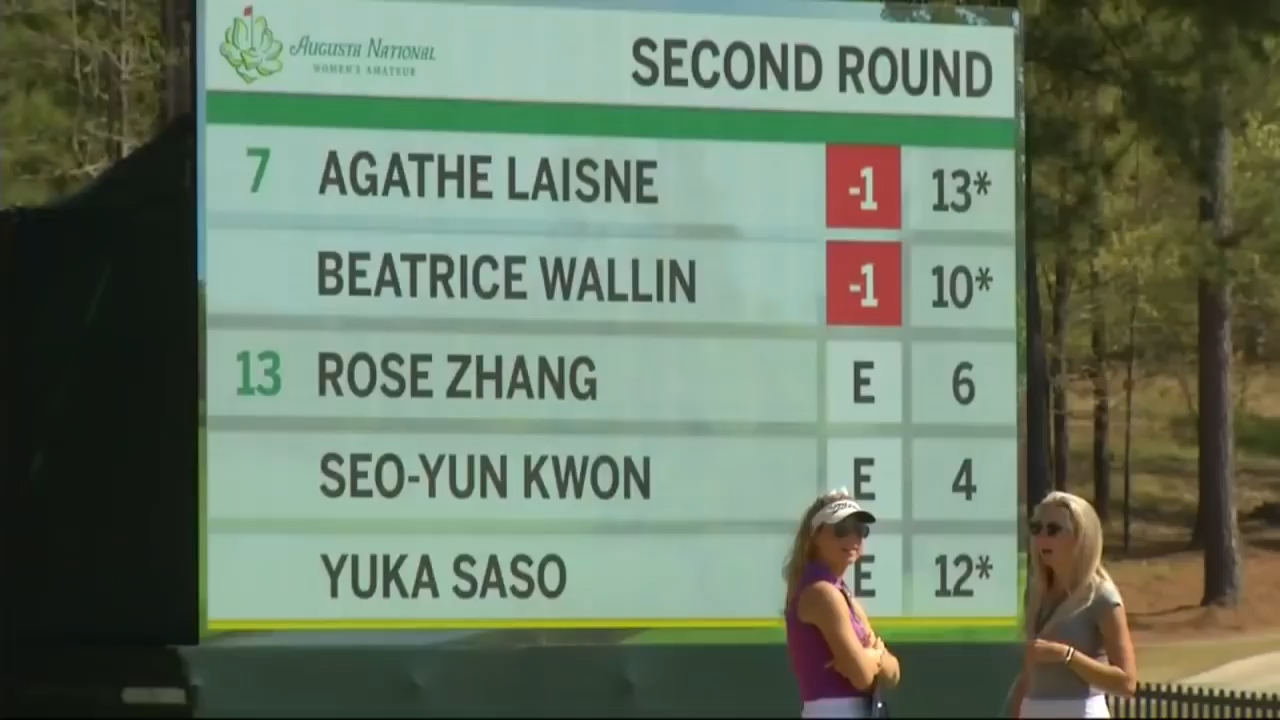 Augusta National
WOMEN'S AMATEUR
SECOND ROUND
7 AGATHE LAISNE -1 13*
BEATRICE WALLIN -1 10*
13 ROSE ZHANG E 6
SEO-YUN KWON E 4
YUKA SASO E 12*